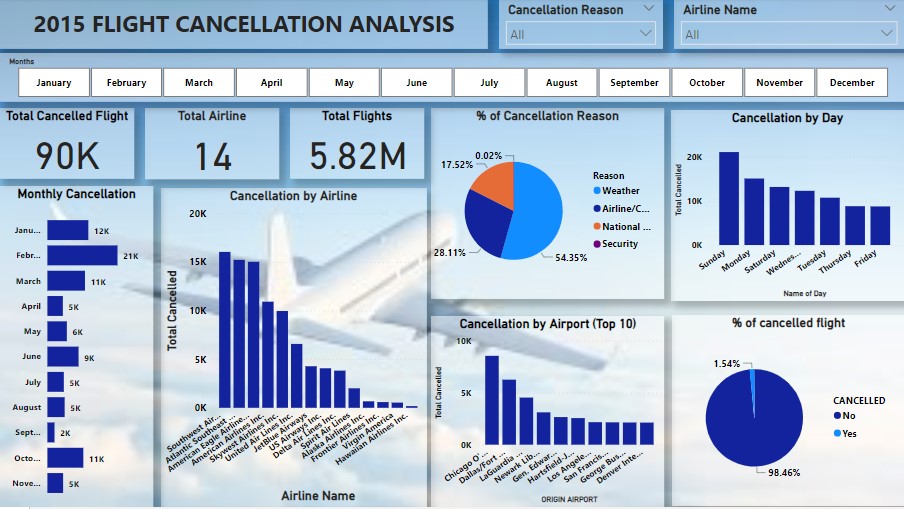 2015 FLIGHT CANCELLATION ANALYSIS
Cancellation Reason
All
Airline Name
All
Months
January
February
March
April
May
June
July
August
September
October
November
December
Total Cancelled Flight
90K
Total Airline
14
Total Flights
5.82M
Monthly Cancellation
Janu... 12K
Febr... 21K
March 11K
April 5K
May 6K
June 9K
July 5K
August 5K
Sept... 2K
Octo... 11K
Nove... 5K
Cancellation by Airline
Total Cancelled
20K
15K
10K
5K
0K
Southwest Air...
Atlantic Southeast ...
American Eagle Airline...
American Airlines Inc.
Skywest Airlines Inc.
United Air Lines Inc.
JetBlue Airways
US Airways Inc.
Delta Air Lines Inc.
Spirit Air Lines
Alaska Airlines Inc.
Frontier Airlines Inc.
Virgin America
Hawaiian Airlines Inc.
Airline Name
% of Cancellation Reason
0.02%
17.52%
28.11%
54.35%
Reason
Weather
Airline/C...
National ...
Security
Cancellation by Day
Total Cancelled
20K
10K
0K
Sunday
Monday
Saturday
Wednes...
Tuesday
Thursday
Friday
Name of Day
Cancellation by Airport (Top 10)
Total Cancelled
10K
5K
0K
Chicago O'...
Dallas/Fort ...
LaGuardia ...
Newark Lib...
Gen. Edwar...
Hartsfield-J...
Los Angele...
San Francis...
George Bus...
Denver Inte...
ORIGIN AIRPORT
% of cancelled flight
1.54%
98.46%
CANCELLED
No
Yes